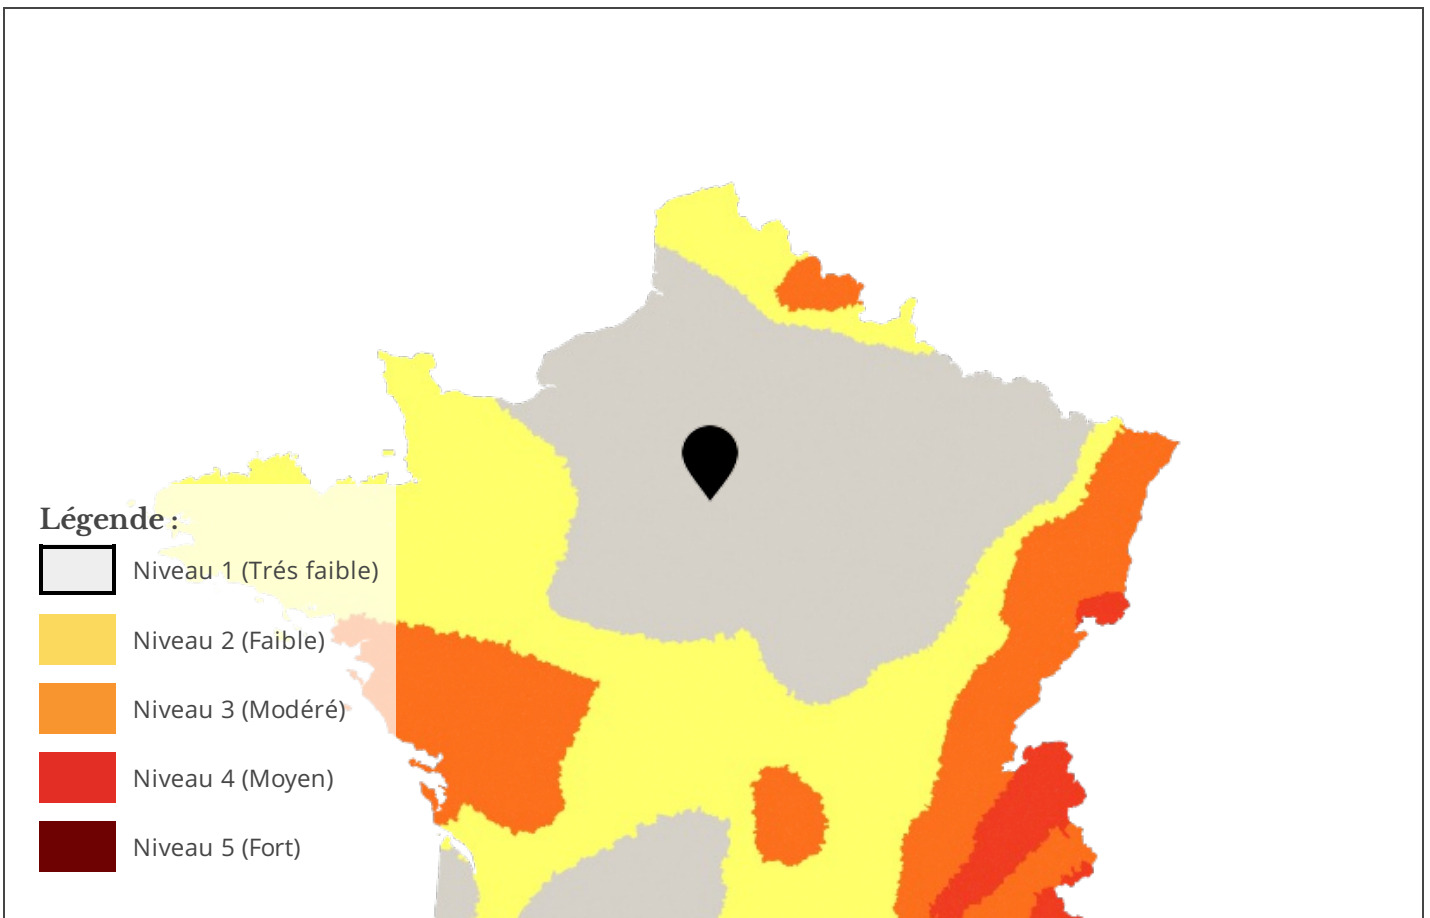 Légende :
Niveau 1 (Trés faible)
Niveau 2 (Faible)
Niveau 3 (Modéré)
Niveau 4 (Moyen)
Niveau 5 (Fort)